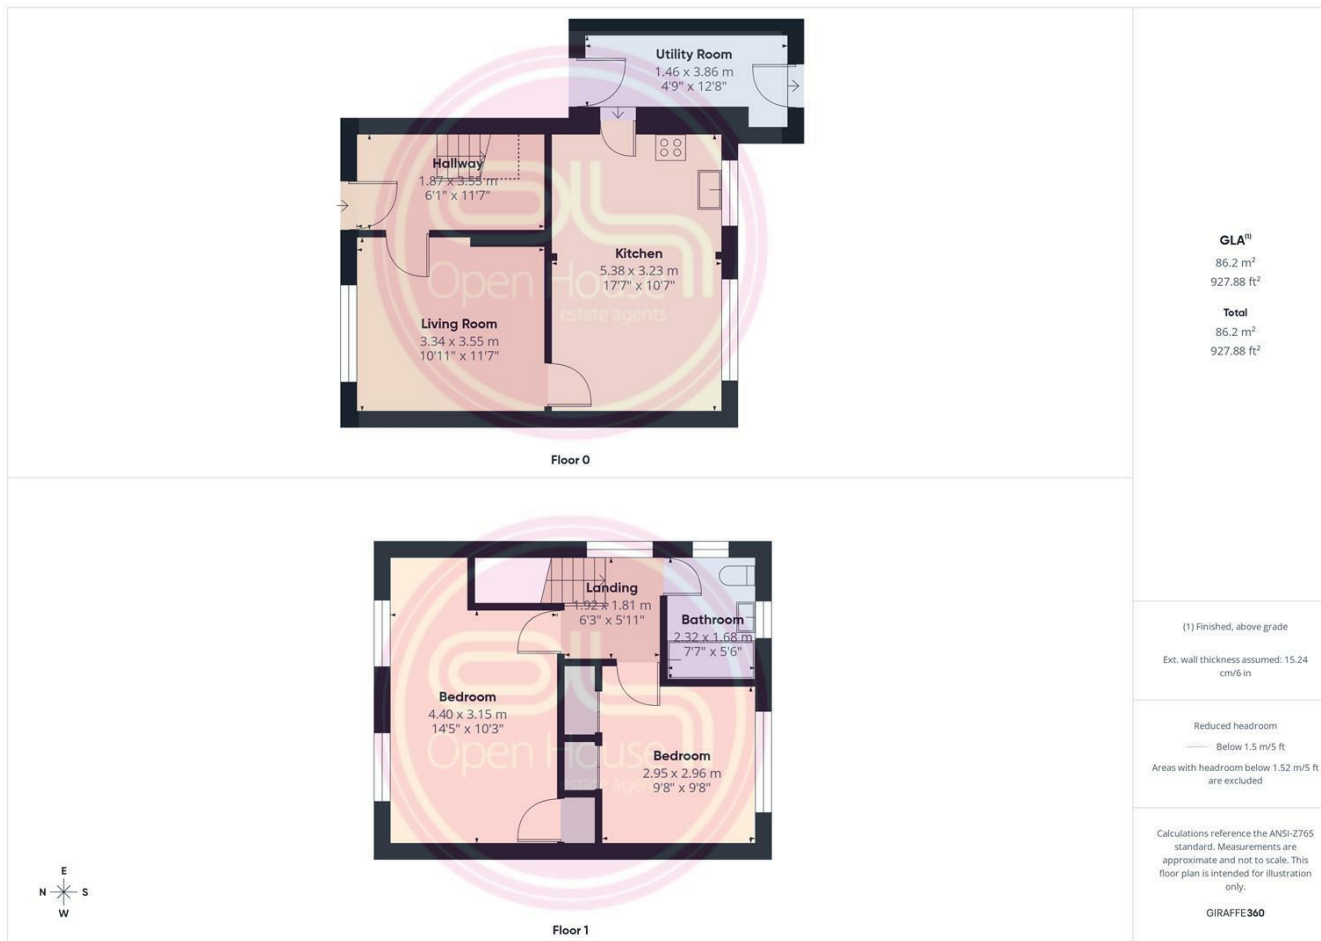 Utility Room
1.46 x 3.86 m
4'9" x 12'8"
Hallway
1.87 x 3.55 m
6'1" x 11'7"
Kitchen
5.38 x 3.23 m
17'7" x 10'7"
Open House
estate agents
Living Room
3.34 x 3.55 m
10'11" x 11'7"
Floor 0
GLA(1)
86.2 m²
927.88 ft²
Total
86.2 m²
927.88 ft²
Landing
1.92 x 1.81 m
6'3" x 5'11"
Bathroom
2.32 x 1.68 m
7'7" x 5'6"
Bedroom
4.40 x 3.15 m
14'5" x 10'3"
Open House
estate agents
Bedroom
2.95 x 2.96 m
9'8" x 9'8"
Floor 1
E
N S
W
(1) Finished, above grade
Ext. wall thickness assumed: 15.24
cm/6 in
Reduced headroom
Below 1.5 m/5 ft
Areas with headroom below 1.52 m/5 ft
are excluded
Calculations reference the ANSI-Z765
standard. Measurements are
approximate and not to scale. This
floor plan is intended for illustration
only.
GIRAFFE360